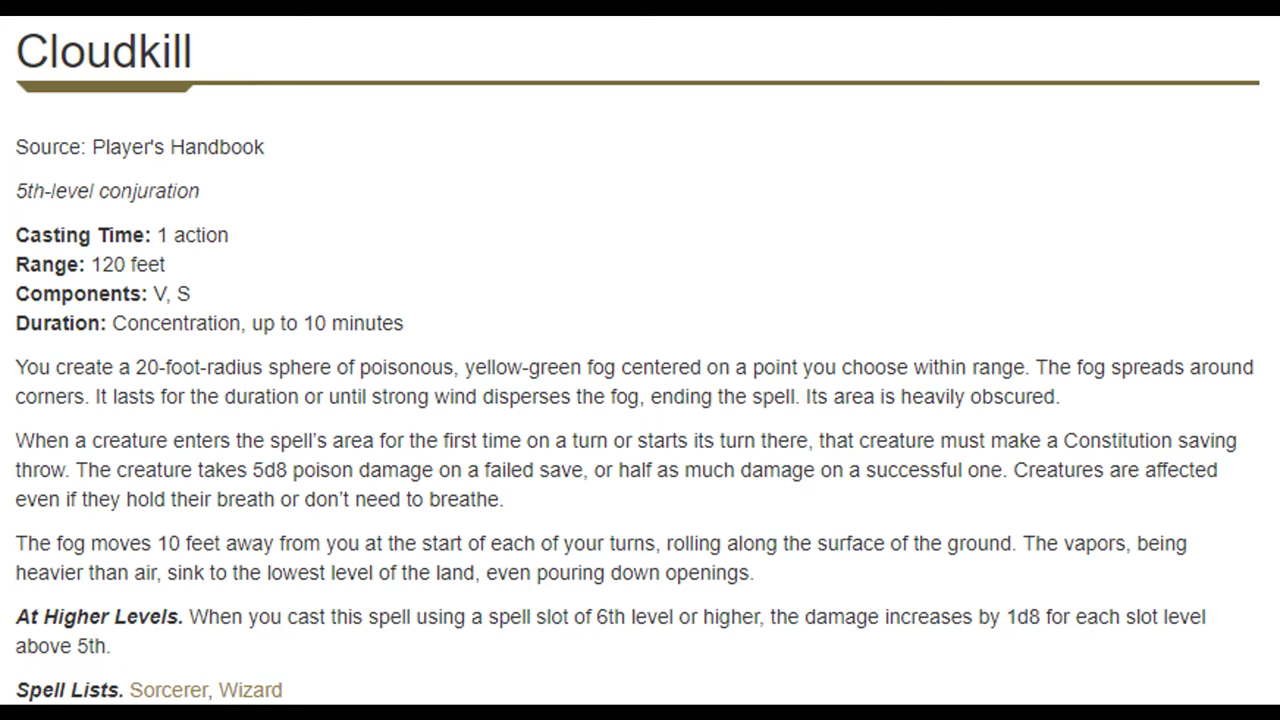 Cloudkill
Source: Player's Handbook
5th-level conjuration
Casting Time: 1 action
Range: 120 feet
Components: V, S
Duration: Concentration, up to 10 minutes
You create a 20-foot-radius sphere of poisonous, yellow-green fog centered on a point you choose within range. The fog spreads around
corners. It lasts for the duration or until strong wind disperses the fog, ending the spell. Its area is heavily obscured.
When a creature enters the spell's area for the first time on a turn or starts its turn there, that creature must make a Constitution saving
throw. The creature takes 5d8 poison damage on a failed save, or half as much damage on a successful one. Creatures are affected
even if they hold their breath or don't need to breathe.
The fog moves 10 feet away from you at the start of each of your turns, rolling along the surface of the ground. The vapors, being
heavier than air, sink to the lowest level of the land, even pouring down openings.
At Higher Levels. When you cast this spell using a spell slot of 6th level or higher, the damage increases by 1d8 for each slot level
above 5th.
Spell Lists. Sorcerer, Wizard